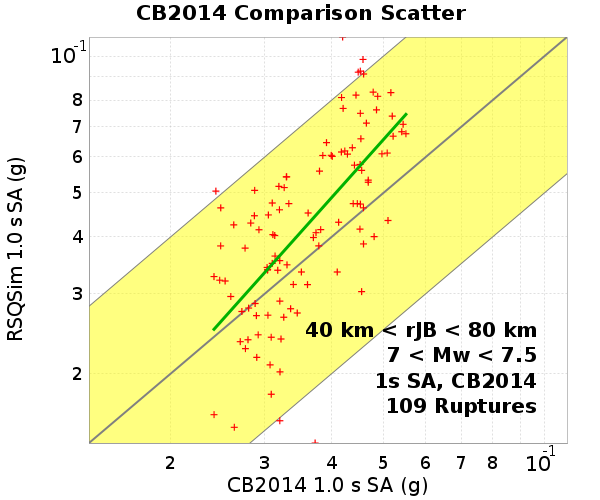 CB2014 Comparison Scatter
RSQSim 1.0 s SA (g)
10-1
8
7
6
5
4
3
2
40 km < rJB < 80 km
7 < Mw < 7.5
1s SA, CB2014
109 Ruptures
2 3 4 5 6 7 8 10-1
CB2014 1.0 s SA (g)